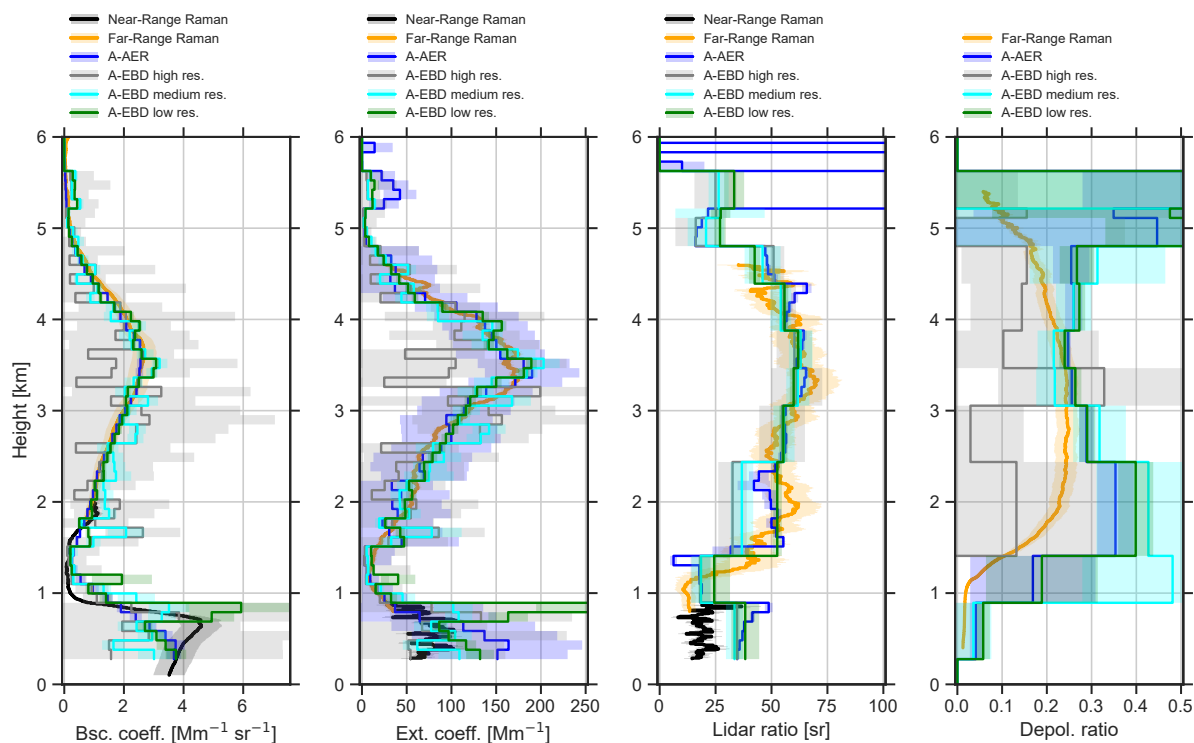 Near-Range Raman
Far-Range Raman
A-AER
A-EBD high res.
A-EBD medium res.
A-EBD low res.
Near-Range Raman
Far-Range Raman
A-AER
A-EBD high res.
A-EBD medium res.
A-EBD low res.
Near-Range Raman
Far-Range Raman
A-AER
A-EBD high res.
A-EBD medium res.
A-EBD low res.
Far-Range Raman
A-AER
A-EBD high res.
A-EBD medium res.
A-EBD low res.
Height [km]
6
5
4
3
2
1
0
0 2 4 6
Bsc. coeff. [Mm⁻¹ sr⁻¹]
6
5
4
3
2
1
0
0 50 100 150 200 250
Ext. coeff. [Mm⁻¹]
6
5
4
3
2
1
0
0 25 50 75 100
Lidar ratio [sr]
6
5
4
3
2
1
0
0.0 0.1 0.2 0.3 0.4 0.5
Depol. ratio